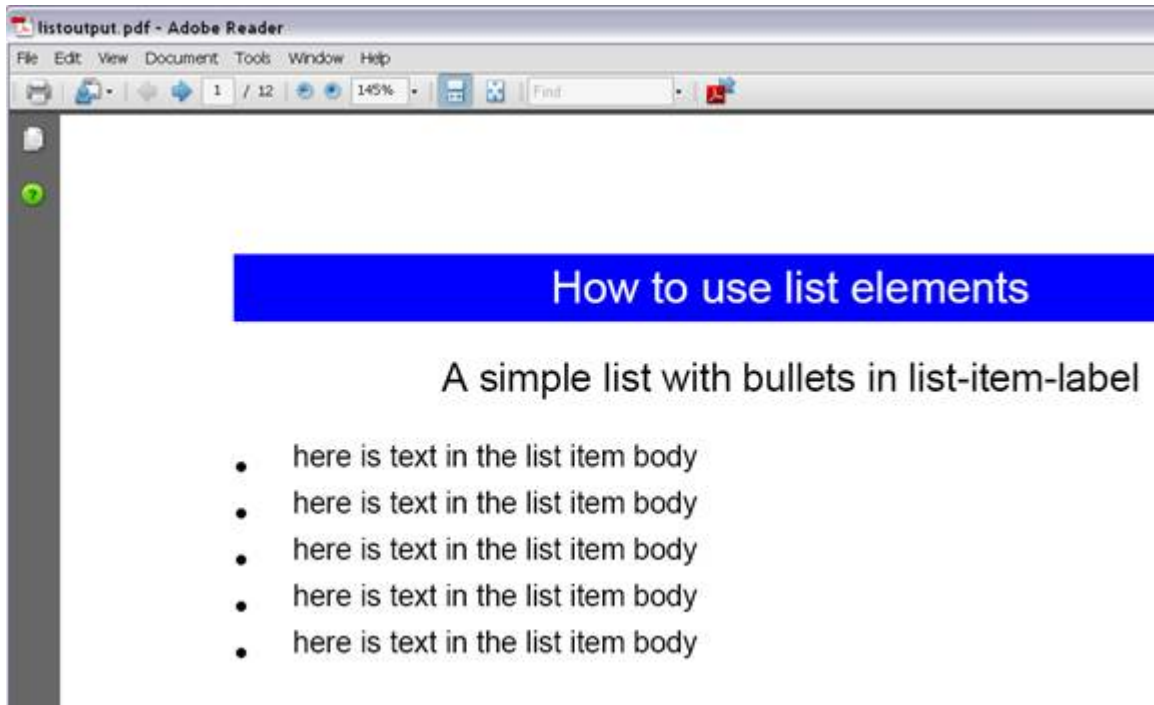 listoutput.pdf - Adobe Reader
File Edit View Document Tools Window Help
1 / 12 145% Find
How to use list elements
A simple list with bullets in list-item-label
• here is text in the list item body
• here is text in the list item body
• here is text in the list item body
• here is text in the list item body
• here is text in the list item body